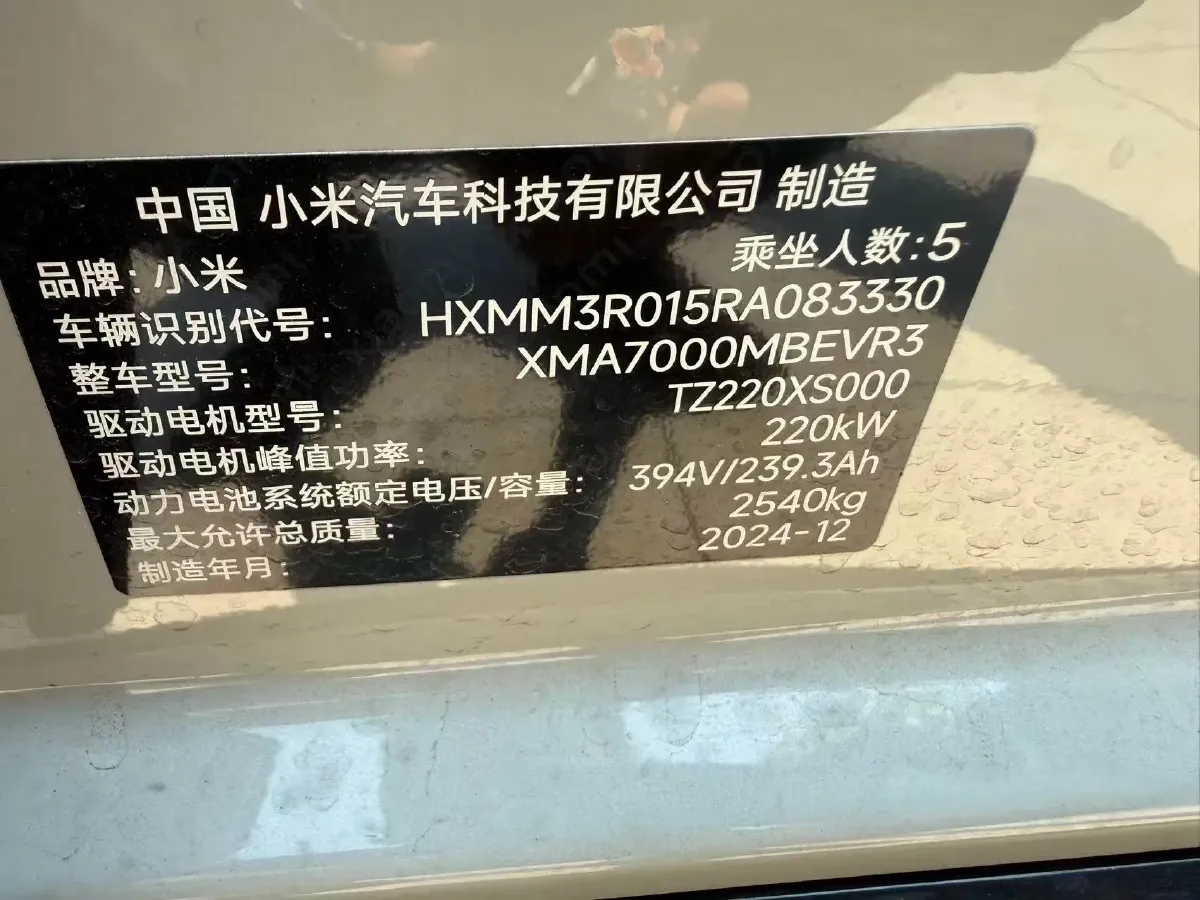 中国 小米汽车科技有限公司 制造
品牌：小米 乘坐人数：5
车辆识别代号： HXMM3R015RA083330
整车型号： XMA7000MBEVR3
驱动电机型号： TZ220XS000
驱动电机峰值功率： 220kW
动力电池系统额定电压/容量： 394V/239.3Ah
最大允许总质量： 2540kg
制造年月： 2024-12